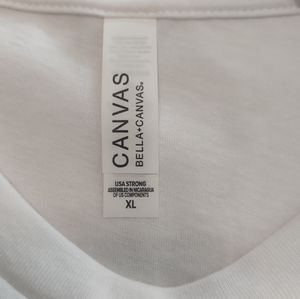 CANVAS
BELLA+CANVAS®
USA STRONG
ASSEMBLED IN NICARAGUA
OF US COMPONENTS
XL